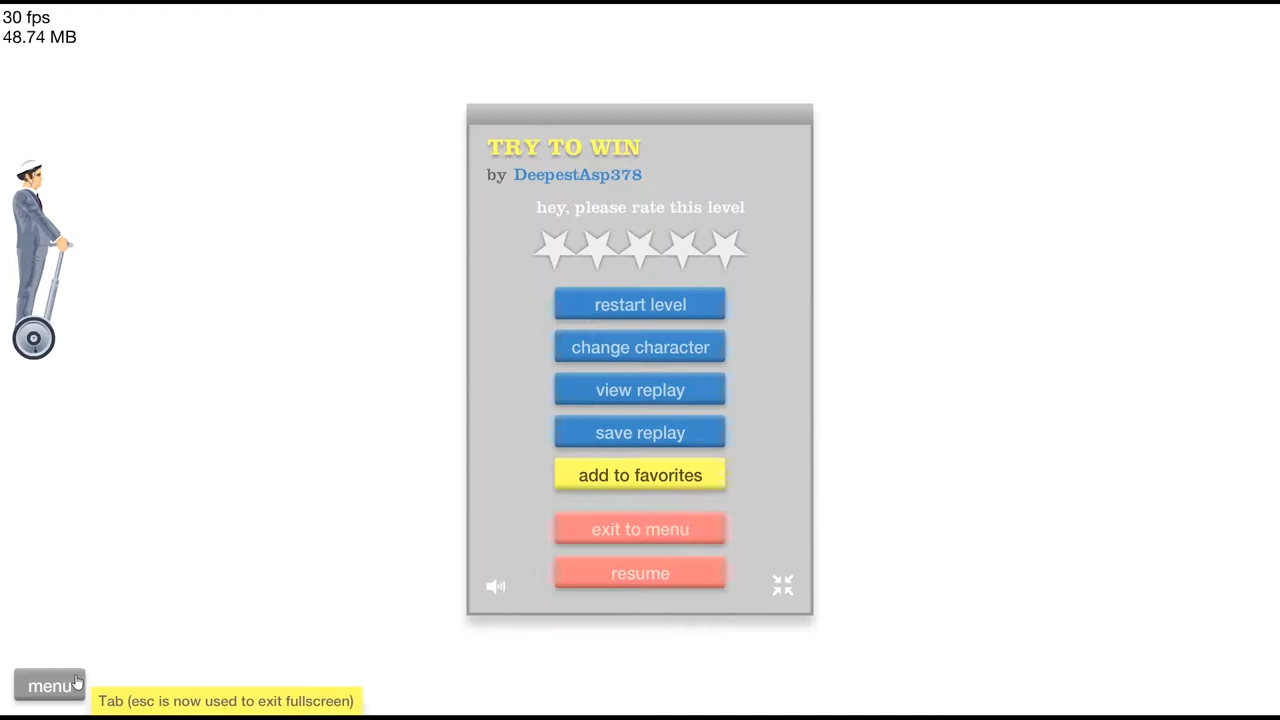 30 fps
48.74 MB
TRY TO WIN
by DeepestAsp378
hey, please rate this level
restart level
change character
view replay
save replay
add to favorites
exit to menu
resume
menu
Tab (esc is now used to exit fullscreen)